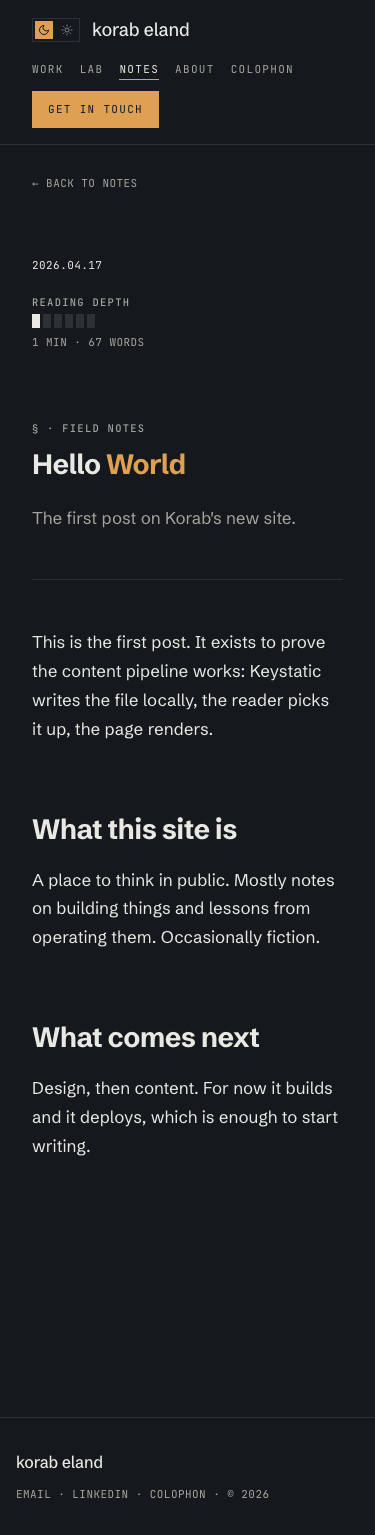 korab eland
WORK LAB NOTES ABOUT COLOPHON
GET IN TOUCH
← BACK TO NOTES
2026.04.17
READING DEPTH
1 MIN · 67 WORDS
§ · FIELD NOTES
Hello World
The first post on Korab's new site.
This is the first post. It exists to prove
the content pipeline works: Keystatic
writes the file locally, the reader picks
it up, the page renders.
What this site is
A place to think in public. Mostly notes
on building things and lessons from
operating them. Occasionally fiction.
What comes next
Design, then content. For now it builds
and it deploys, which is enough to start
writing.
korab eland
EMAIL · LINKEDIN · COLOPHON · © 2026